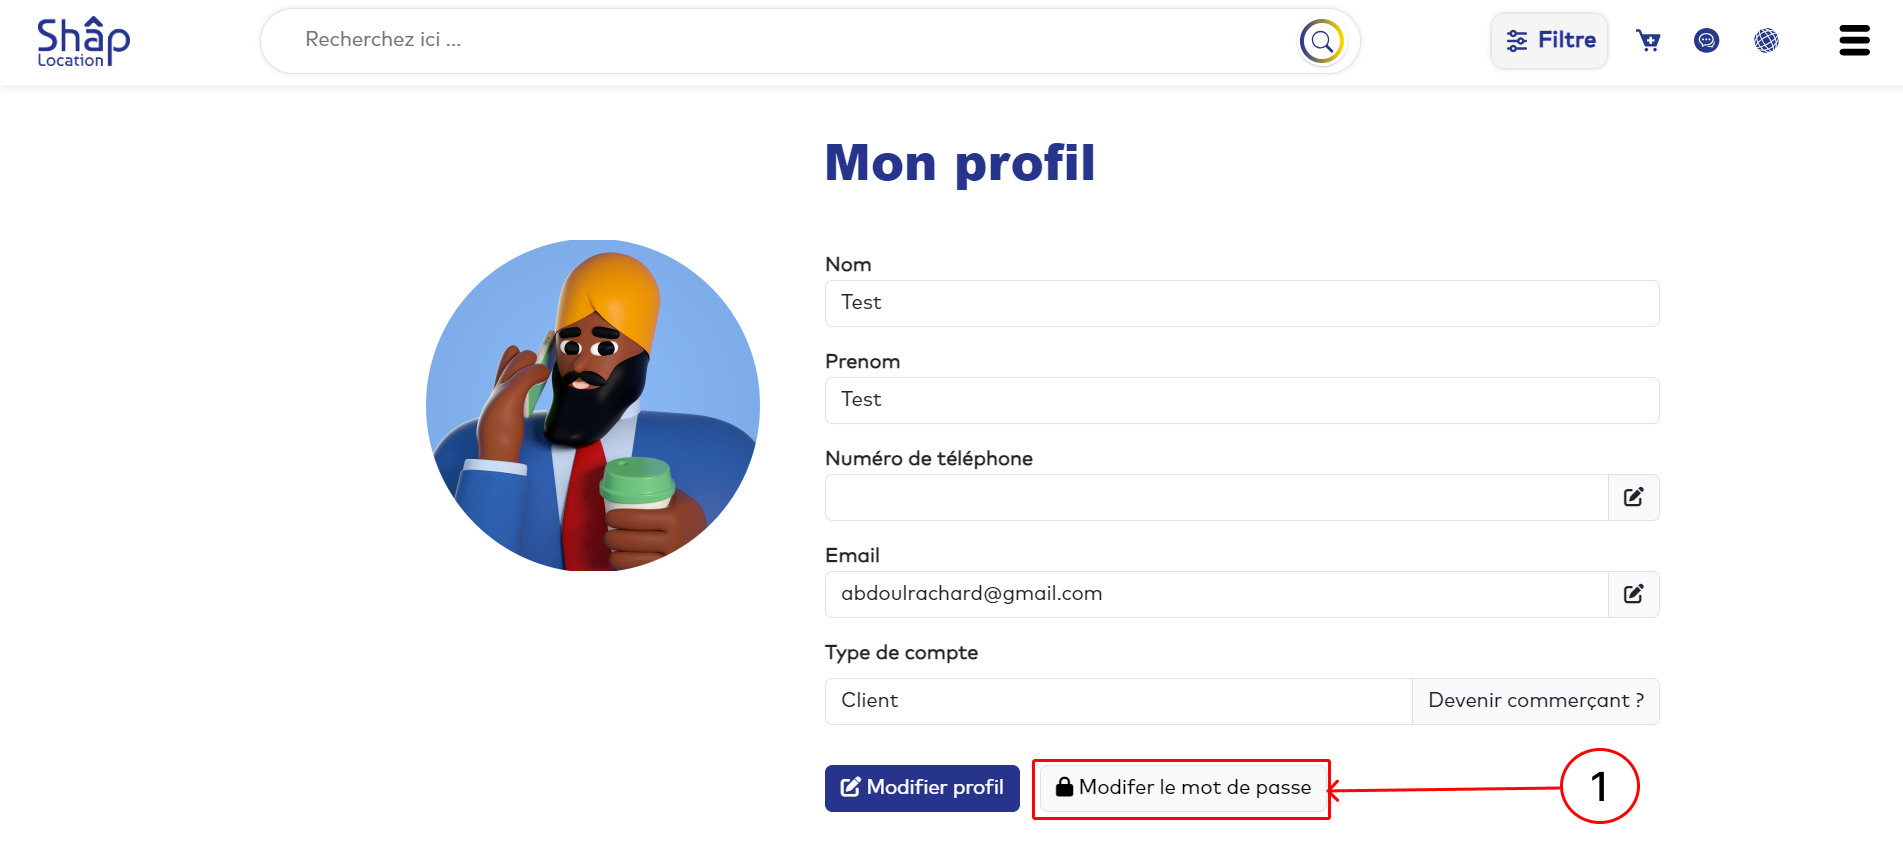 Shâp
Location
Recherchez ici ...
Filtre
Mon profil
Nom
Test
Prenom
Test
Numéro de téléphone
Email
abdoulrachard@gmail.com
Type de compte
Client
Devenir commerçant ?
Modifier profil
Modifer le mot de passe
1